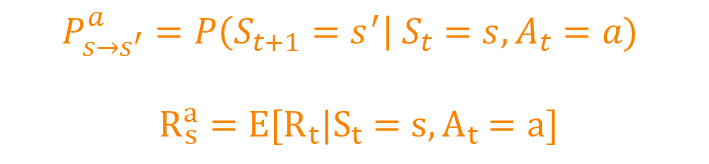 P^a_{s→s′} = P(S_{t+1} = s′| S_t = s, A_t = a)
R^a_s = E[R_t|S_t = s, A_t = a]